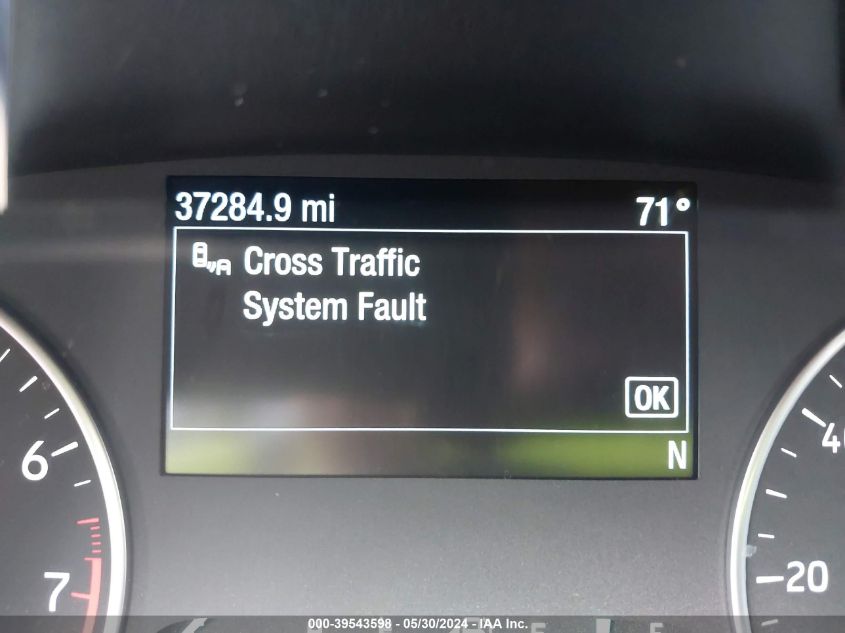 37284.9 mi 71°
Cross Traffic
System Fault
OK
N
6
7
40
20
000-39543598 - 05/30/2024 - IAA Inc.